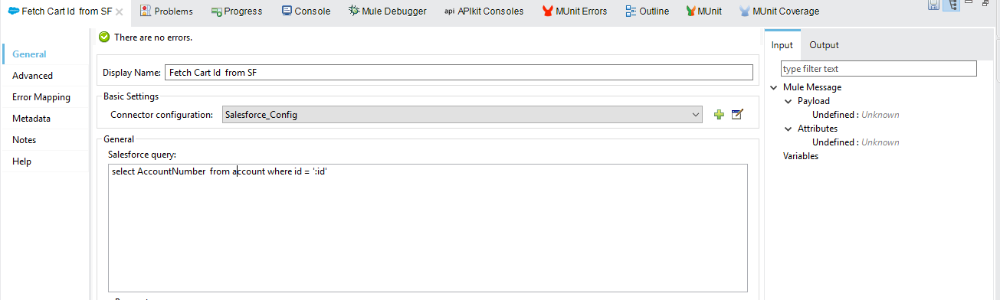 Fetch Cart Id from SF Problems Progress Console Mule Debugger api APIkit Consoles MUnit Errors Outline MUnit MUnit Coverage
There are no errors.
General
Advanced
Error Mapping
Metadata
Notes
Help
Display Name: Fetch Cart Id from SF
Basic Settings
Connector configuration: Salesforce_Config
General
Salesforce query:
select AccountNumber from account where id = ':id'
Input Output
type filter text
Mule Message
Payload
Undefined : Unknown
Attributes
Undefined : Unknown
Variables